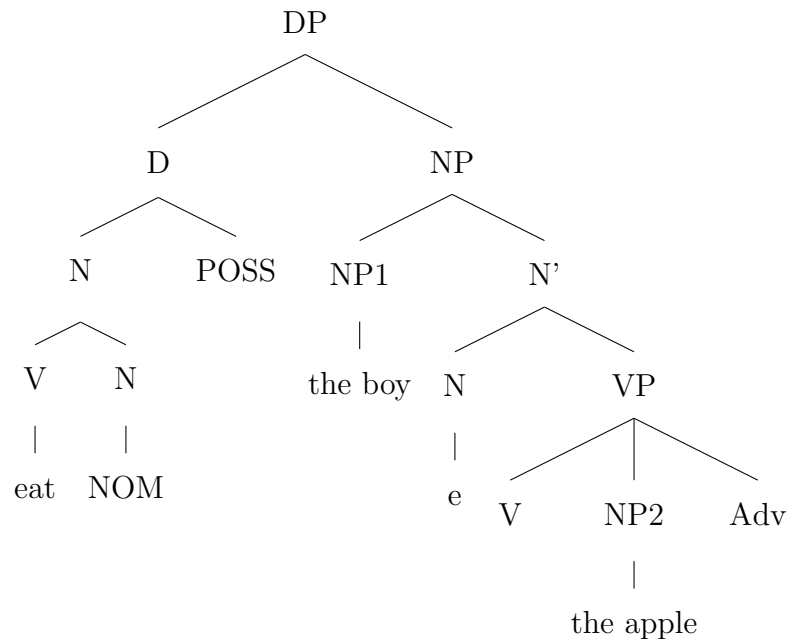 DP
D NP
N POSS NP1 N'
V N the boy N VP
eat NOM e V NP2 Adv
the apple